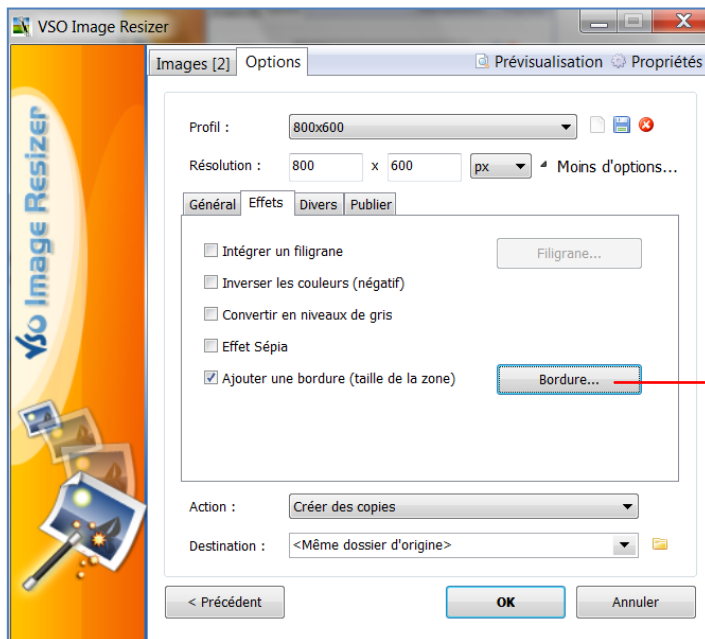 VSO Image Resizer
Images [2] Options Prévisualisation Propriétés
VSO Image Resizer
Profil : 800x600
Résolution : 800 x 600 px Moins d'options...
Général Effets Divers Publier
Intégrer un filigrane Filigrane...
Inverser les couleurs (négatif)
Convertir en niveaux de gris
Effet Sépia
Ajouter une bordure (taille de la zone) Bordure...
Action : Créer des copies
Destination : <Même dossier d'origine>
< Précédent OK Annuler